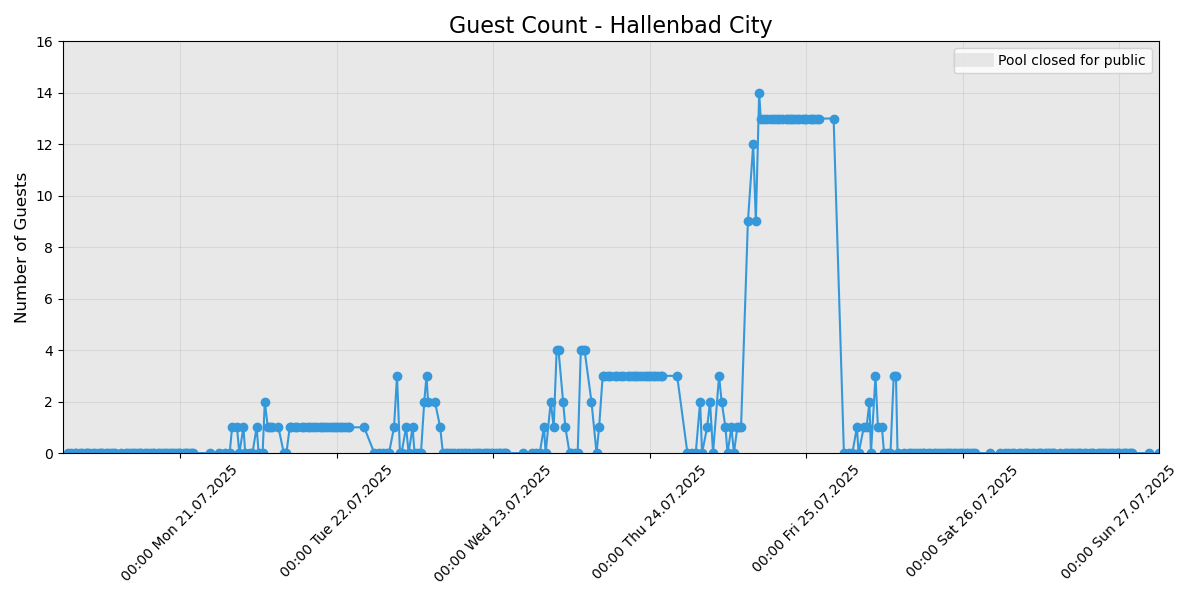 Guest Count - Hallenbad City
Pool closed for public
Number of Guests
16
14
12
10
8
6
4
2
0
00:00 Mon 21.07.2025
00:00 Tue 22.07.2025
00:00 Wed 23.07.2025
00:00 Thu 24.07.2025
00:00 Fri 25.07.2025
00:00 Sat 26.07.2025
00:00 Sun 27.07.2025